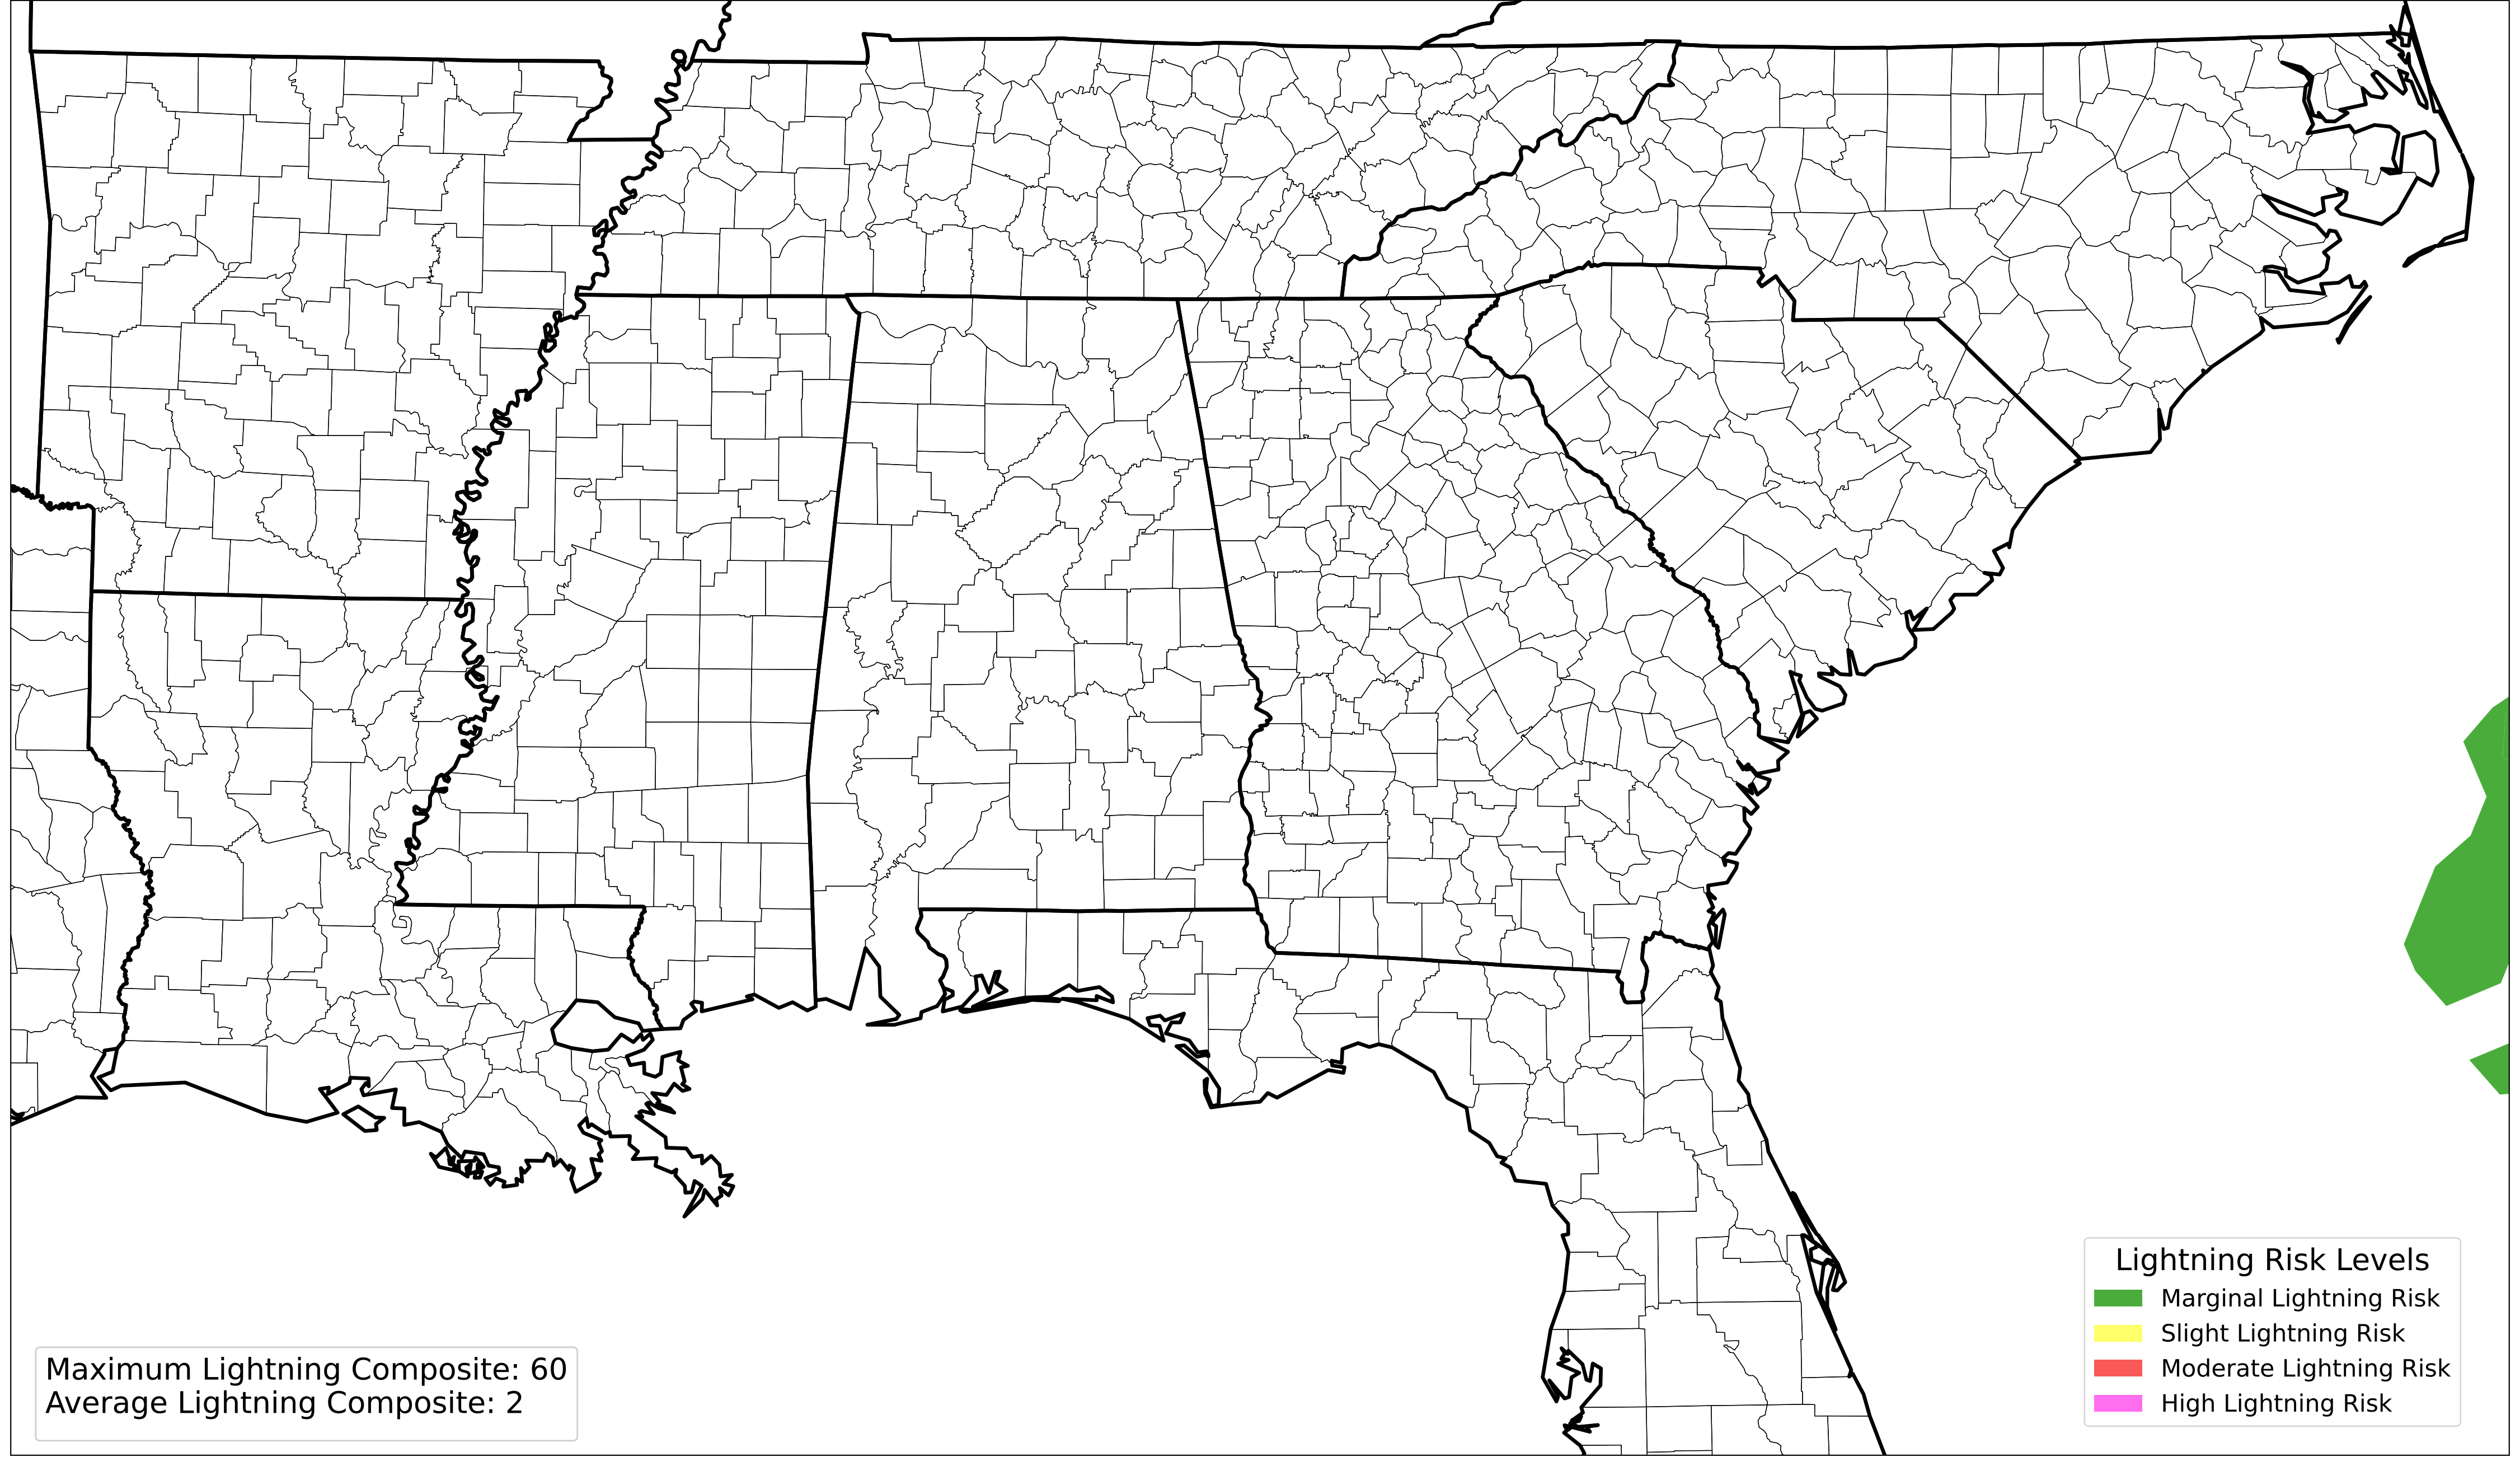 Maximum Lightning Composite: 60
Average Lightning Composite: 2
Lightning Risk Levels
Marginal Lightning Risk
Slight Lightning Risk
Moderate Lightning Risk
High Lightning Risk